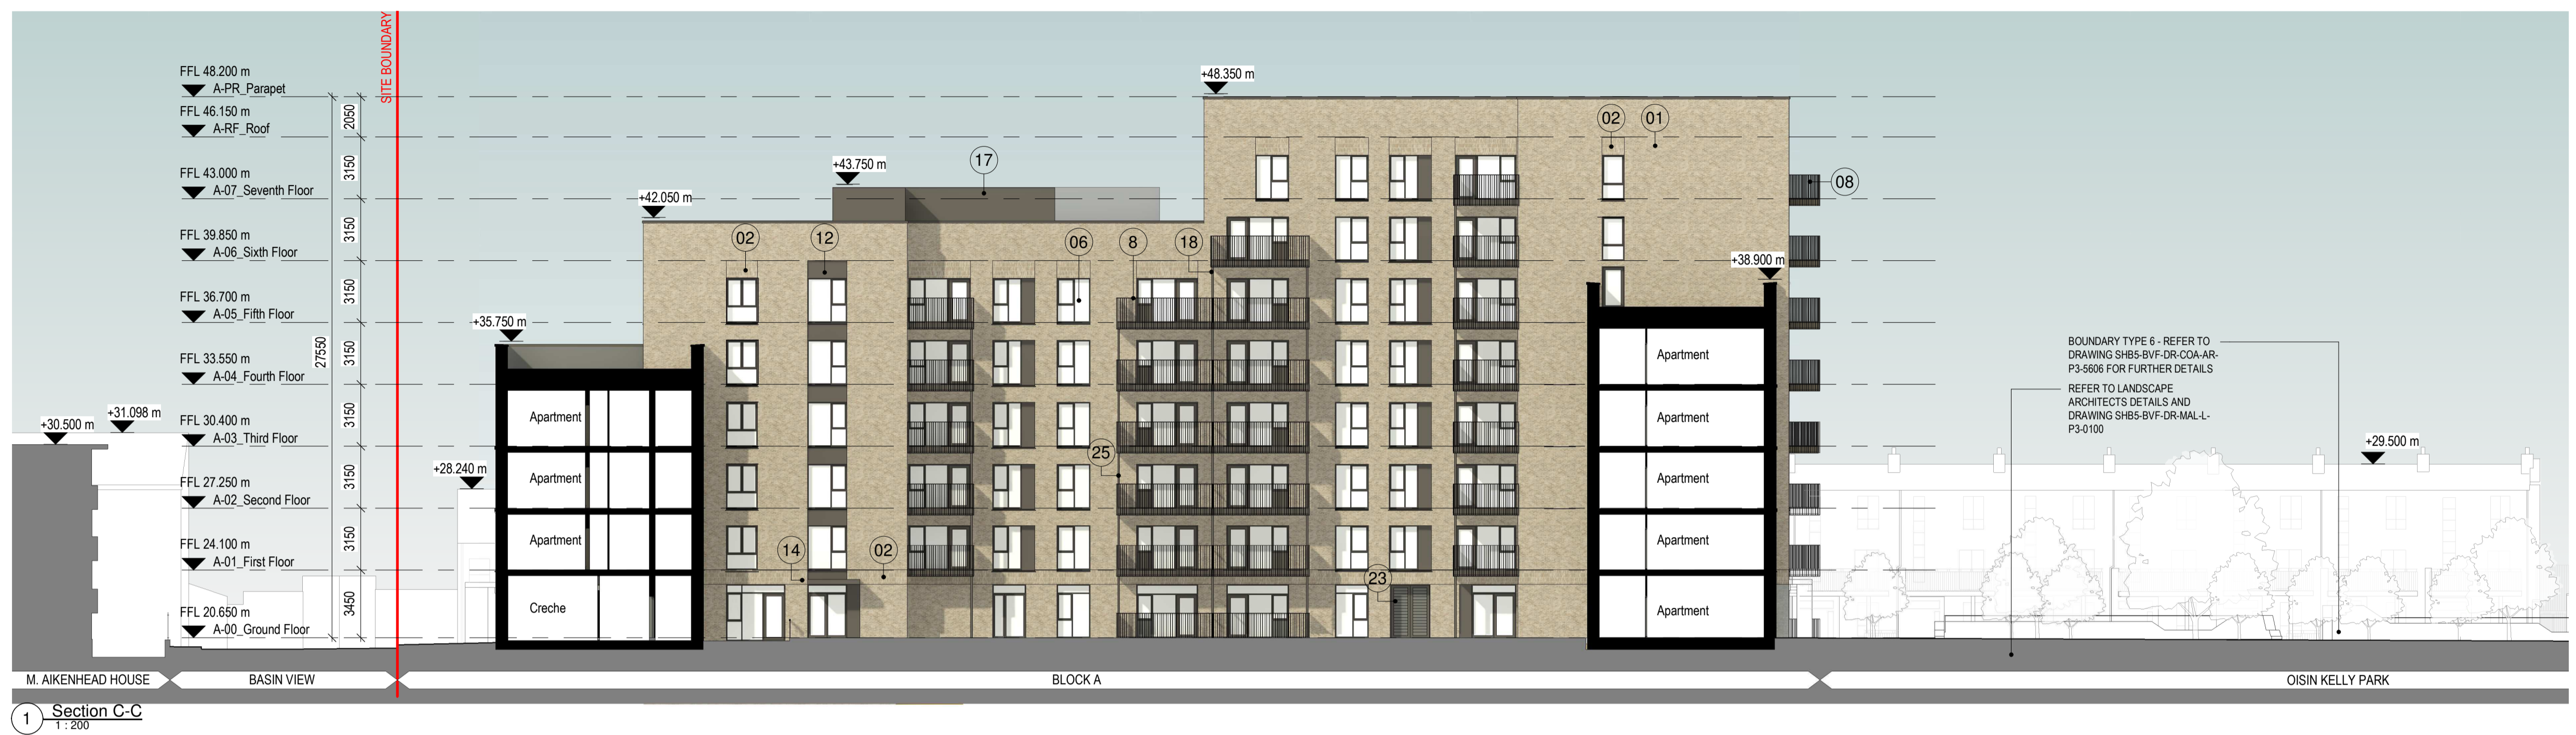 SITE BOUNDARY
FFL 48.200 m
A-PR_Parapet
FFL 46.150 m
A-RF_Roof
FFL 43.000 m
A-07_Seventh Floor
FFL 39.850 m
A-06_Sixth Floor
FFL 36.700 m
A-05_Fifth Floor
FFL 33.550 m
A-04_Fourth Floor
FFL 30.400 m
A-03_Third Floor
FFL 27.250 m
A-02_Second Floor
FFL 24.100 m
A-01_First Floor
FFL 20.650 m
A-00_Ground Floor
27550
2050
3150
3150
3150
3150
3150
3150
3150
3450
+30.500 m
+31.098 m
+28.240 m
+35.750 m
+42.050 m
+43.750 m
+48.350 m
+38.900 m
+29.500 m
17
02
01
08
02
12
06
8
18
25
14
02
23
Apartment
Apartment
Apartment
Creche
Apartment
Apartment
Apartment
Apartment
Apartment
BOUNDARY TYPE 6 - REFER TO
DRAWING SHB5-BVF-DR-COA-AR-
P3-5606 FOR FURTHER DETAILS
REFER TO LANDSCAPE
ARCHITECTS DETAILS AND
DRAWING SHB5-BVF-DR-MAL-L-
P3-0100
M. AIKENHEAD HOUSE
BASIN VIEW
BLOCK A
OISIN KELLY PARK
1
Section C-C
1 : 200